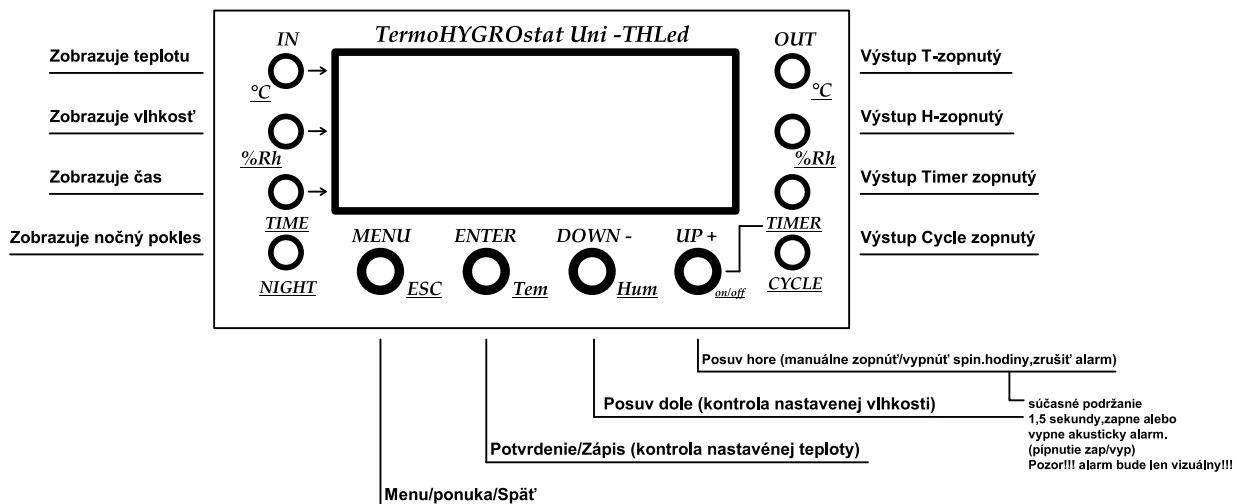 IN
TermoHYGROstat Uni -THLed
OUT
Zobrazuje teplotu
°C
°C
Výstup T-zopnutý
Zobrazuje vlhkosť
%Rh
%Rh
Výstup H-zopnutý
Zobrazuje čas
TIME
TIMER
Výstup Timer zopnutý
Zobrazuje nočný pokles
NIGHT
MENU
ENTER
DOWN -
UP +
ESC
Tem
Hum
on/off
CYCLE
Výstup Cycle zopnutý
Posuv hore (manuálne zopnúť/vypnúť spin.hodiny,zrušiť alarm)
Posuv dole (kontrola nastavenej vlhkosti)
súčasné podržanie
1,5 sekundy,zapne alebo
vypne akusticky alarm.
(pípnutie zap/vyp)
Pozor!!! alarm bude len vizuálny!!!
Potvrdenie/Zápis (kontrola nastavénej teploty)
Menu/ponuka/Späť